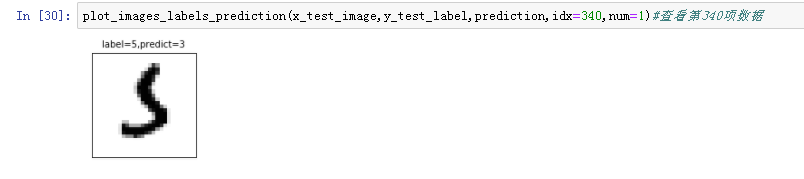 In [30]: plot_images_labels_prediction(x_test_image,y_test_label,prediction,idx=340,num=1)#查看第340项数据
label=5,predict=3
5